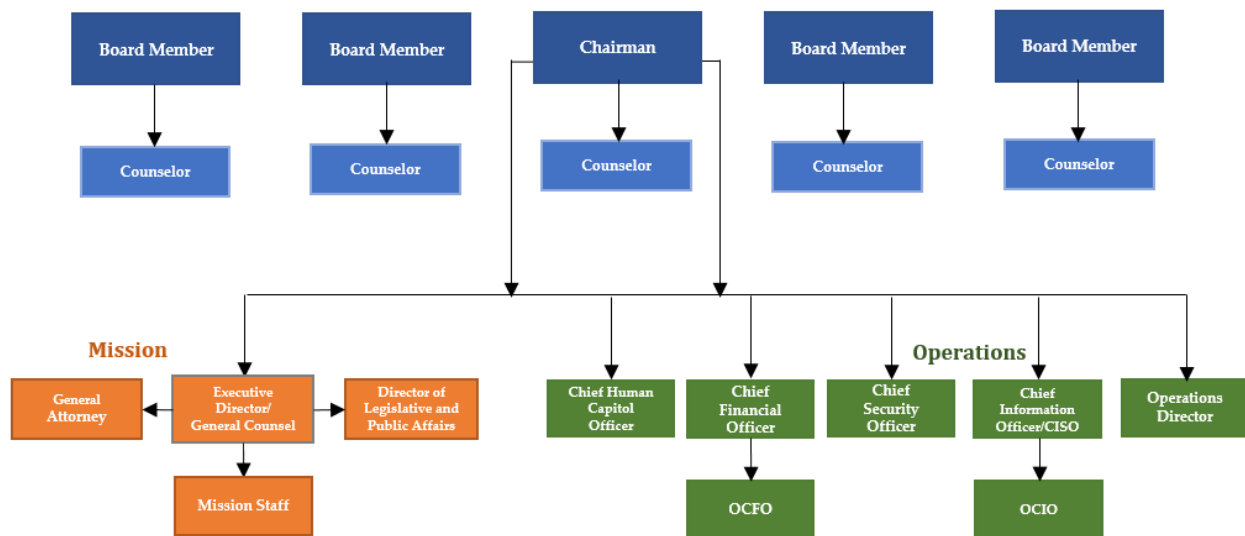 Board Member
Board Member
Chairman
Board Member
Board Member
Counselor
Counselor
Counselor
Counselor
Counselor
Mission
Operations
General
Attorney
Executive
Director/
General Counsel
Director of
Legislative and
Public Affairs
Chief Human
Capitol
Officer
Chief
Financial
Officer
Chief
Security
Officer
Chief
Information
Officer/CISO
Operations
Director
Mission Staff
OCFO
OCIO